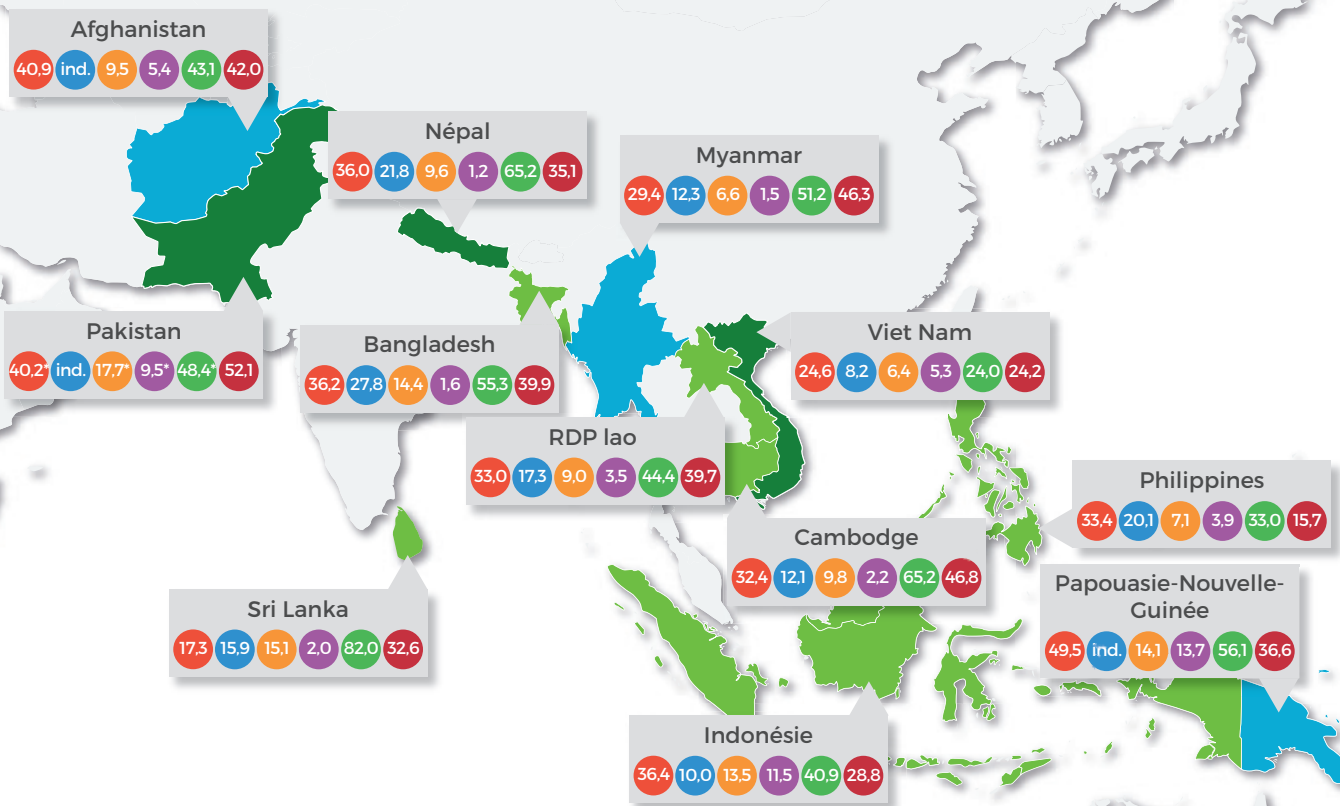 Afghanistan
40,9 ind. 9,5 5,4 43,1 42,0
Népal
36,0 21,8 9,6 1,2 65,2 35,1
Myanmar
29,4 12,3 6,6 1,5 51,2 46,3
Pakistan
40,2* ind. 17,7* 9,5* 48,4* 52,1
Bangladesh
36,2 27,8 14,4 1,6 55,3 39,9
Viet Nam
24,6 8,2 6,4 5,3 24,0 24,2
RDP lao
33,0 17,3 9,0 3,5 44,4 39,7
Philippines
33,4 20,1 7,1 3,9 33,0 15,7
Cambodge
32,4 12,1 9,8 2,2 65,2 46,8
Papouasie-Nouvelle-
Guinée
49,5 ind. 14,1 13,7 56,1 36,6
Sri Lanka
17,3 15,9 15,1 2,0 82,0 32,6
Indonésie
36,4 10,0 13,5 11,5 40,9 28,8